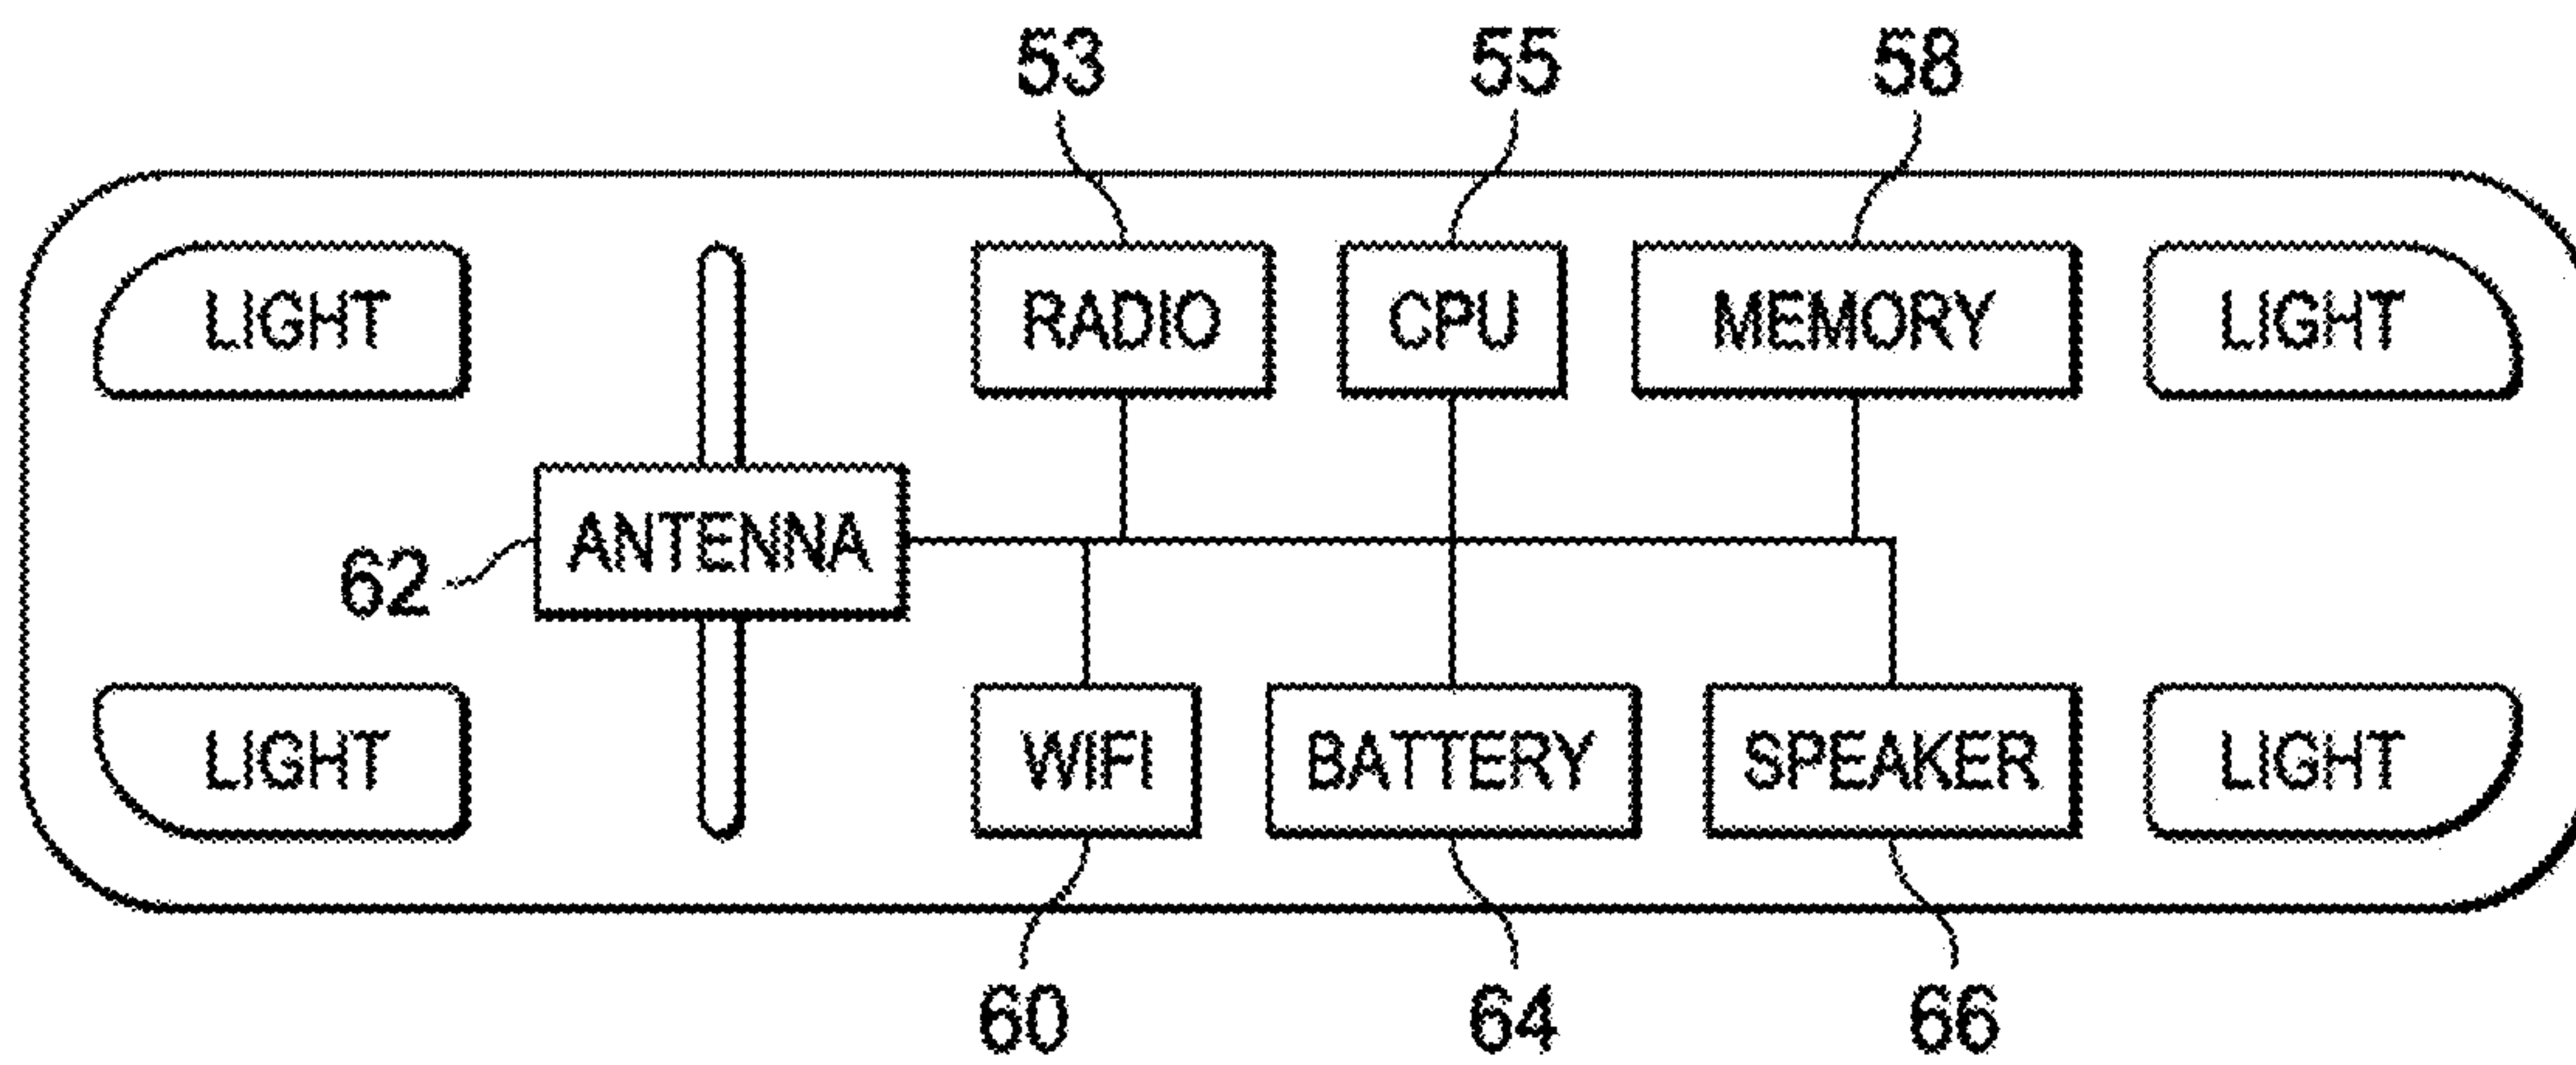 53 55 58
LIGHT RADIO CPU MEMORY LIGHT
62 ANTENNA
LIGHT WIFI BATTERY SPEAKER LIGHT
60 64 66